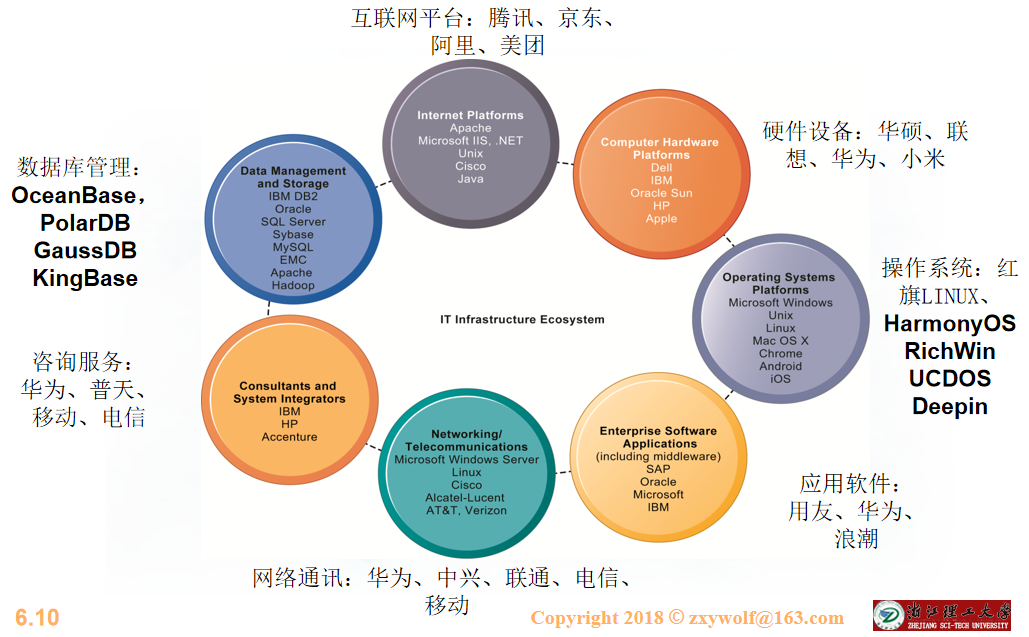 互联网平台：腾讯、京东、
阿里、美团
Internet Platforms
Apache
Microsoft IIS, .NET
Unix
Cisco
Java
Computer Hardware
Platforms
Dell
IBM
Oracle Sun
HP
Apple
硬件设备：华硕、联
想、华为、小米
数据库管理：
OceanBase，
PolarDB
GaussDB
KingBase
Data Management
and Storage
IBM DB2
Oracle
SQL Server
Sybase
MySQL
EMC
Apache
Hadoop
Operating Systems
Platforms
Microsoft Windows
Unix
Linux
Mac OS X
Chrome
Android
iOS
操作系统：红
旗LINUX、
HarmonyOS
RichWin
UCDOS
Deepin
IT Infrastructure Ecosystem
咨询服务：
华为、普天、
移动、电信
Consultants and
System Integrators
IBM
HP
Accenture
Networking/
Telecommunications
Microsoft Windows Server
Linux
Cisco
Alcatel-Lucent
AT&T, Verizon
Enterprise Software
Applications
(including middleware)
SAP
Oracle
Microsoft
IBM
应用软件：
用友、华为、
浪潮
网络通讯：华为、中兴、联通、电信、
移动
6.10
Copyright 2018 © zxywolf@163.com
浙江理工大学
ZHEJIANG SCI-TECH UNIVERSITY